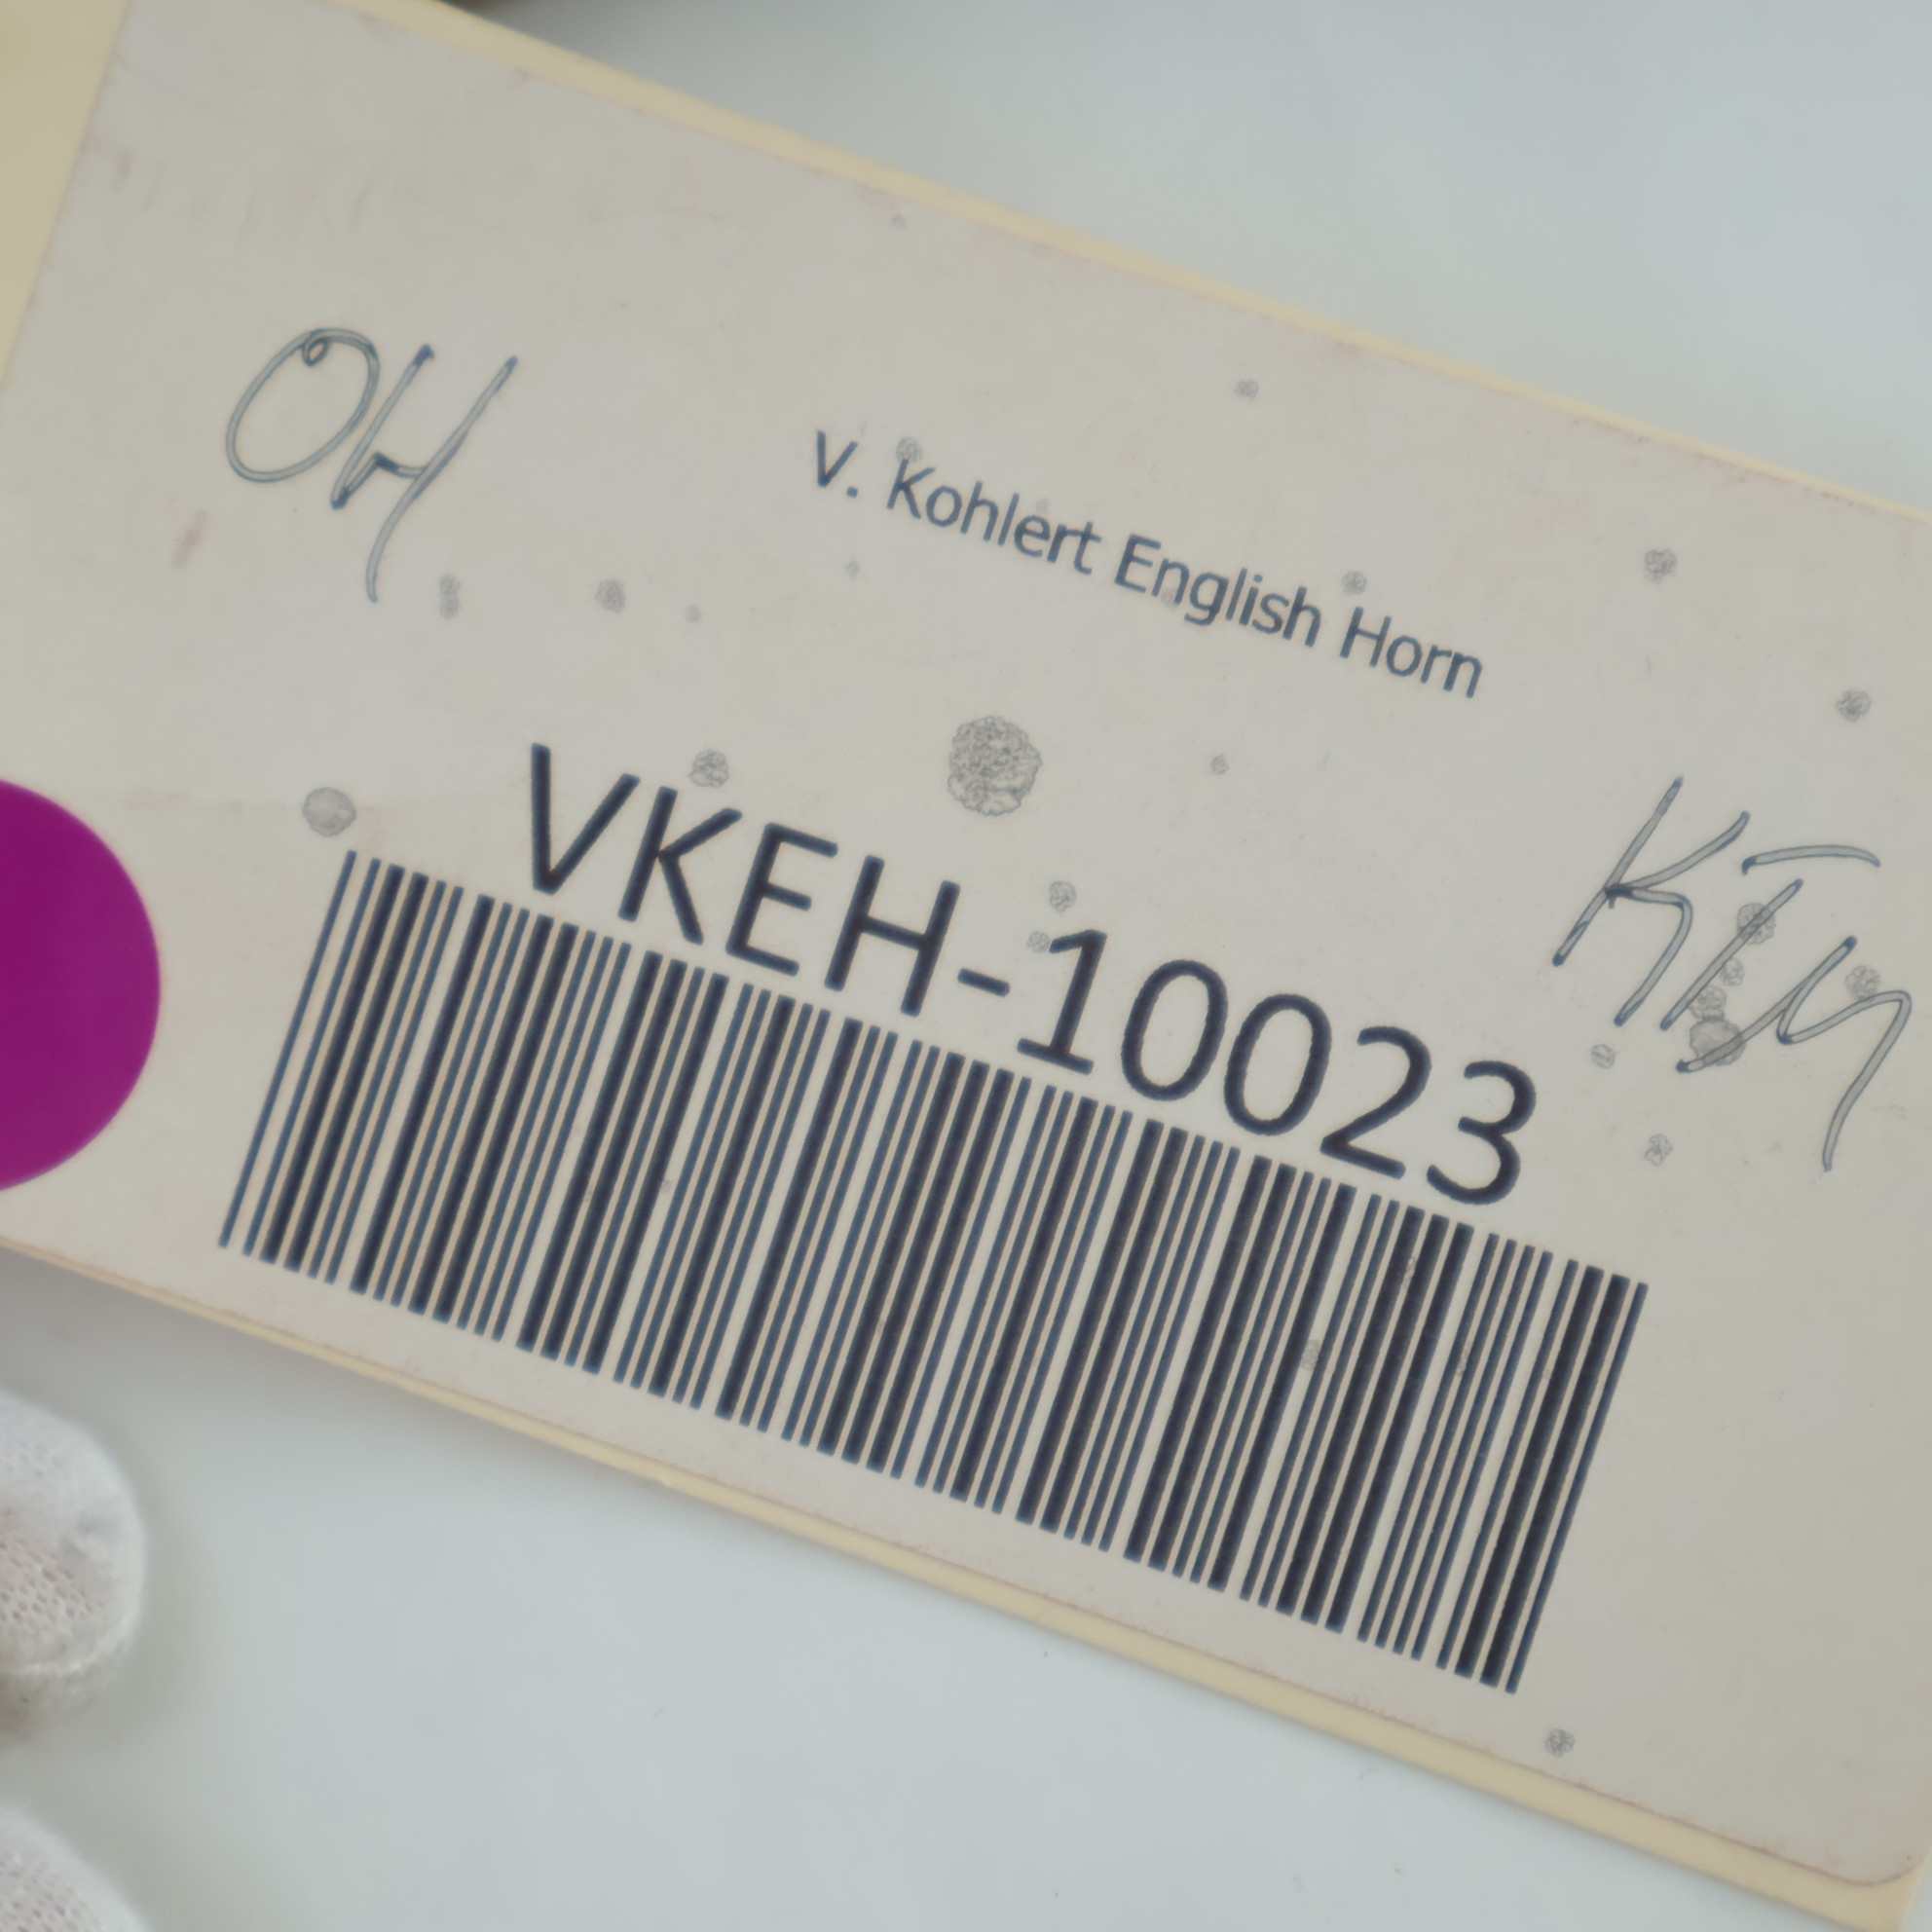 OH
V. Kohlert English Horn
VKEH-10023